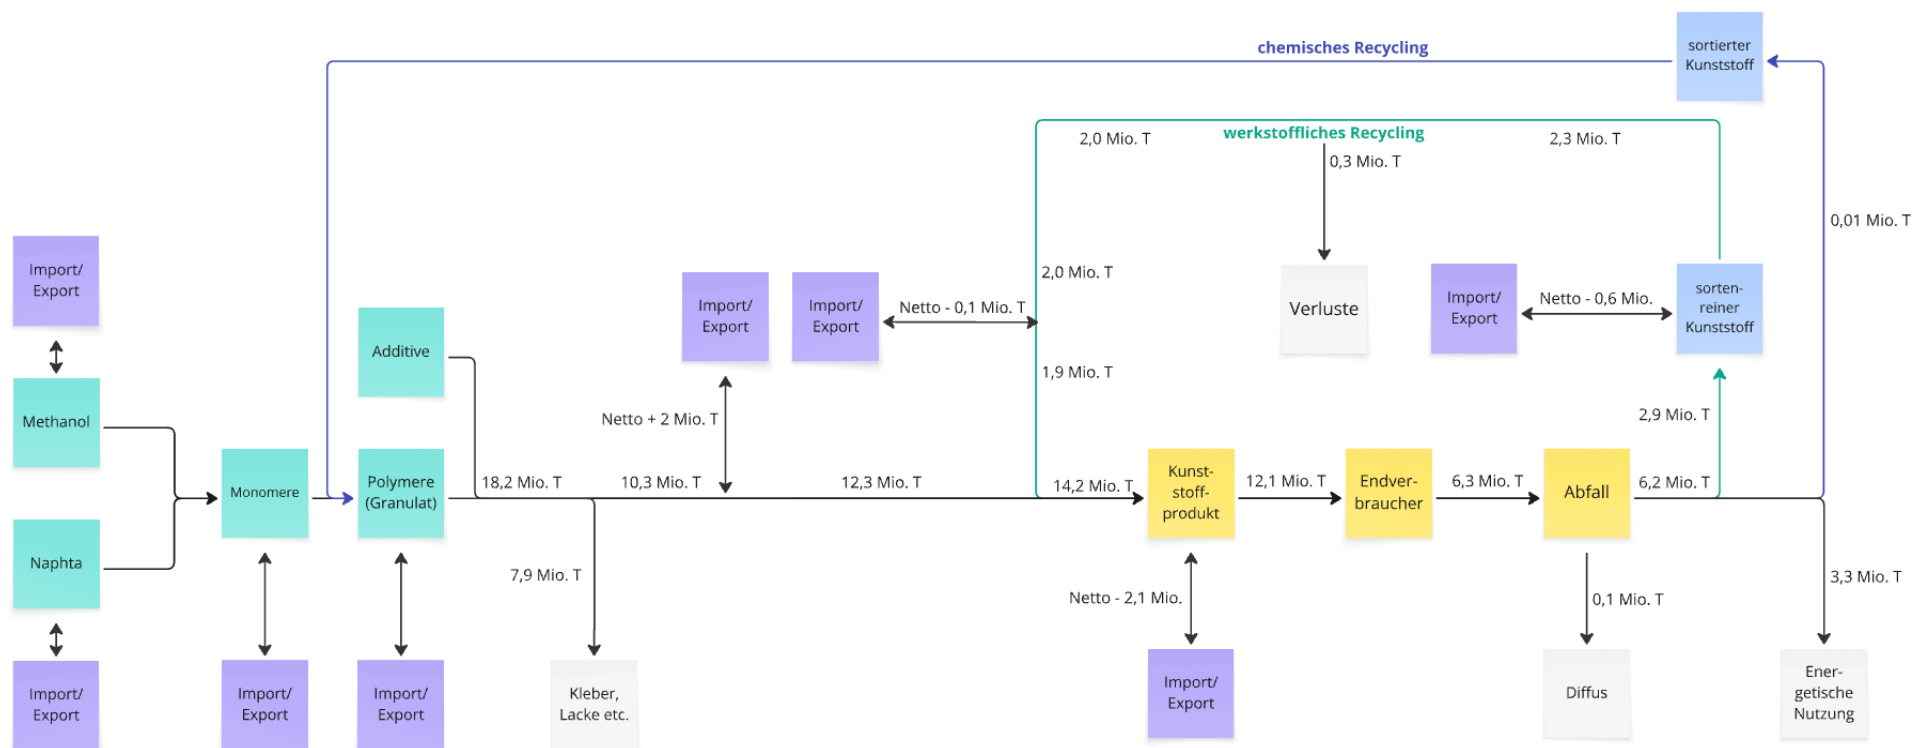 chemisches Recycling
sortierter
Kunststoff
2,0 Mio. T
werkstoffliches Recycling
2,3 Mio. T
0,3 Mio. T
0,01 Mio. T
Import/
Export
2,0 Mio. T
Import/
Export
Import/
Export
Netto - 0,1 Mio. T
Verluste
Import/
Export
Netto - 0,6 Mio.
sorten-
reiner
Kunststoff
Additive
1,9 Mio. T
Methanol
Netto + 2 Mio. T
2,9 Mio. T
Monomere
Polymere
(Granulat)
18,2 Mio. T
10,3 Mio. T
12,3 Mio. T
14,2 Mio. T
Kunst-
stoff-
produkt
12,1 Mio. T
Endver-
braucher
6,3 Mio. T
Abfall
6,2 Mio. T
Naphta
7,9 Mio. T
Netto - 2,1 Mio.
0,1 Mio. T
3,3 Mio. T
Import/
Export
Import/
Export
Import/
Export
Kleber,
Lacke etc.
Import/
Export
Diffus
Ener-
getische
Nutzung